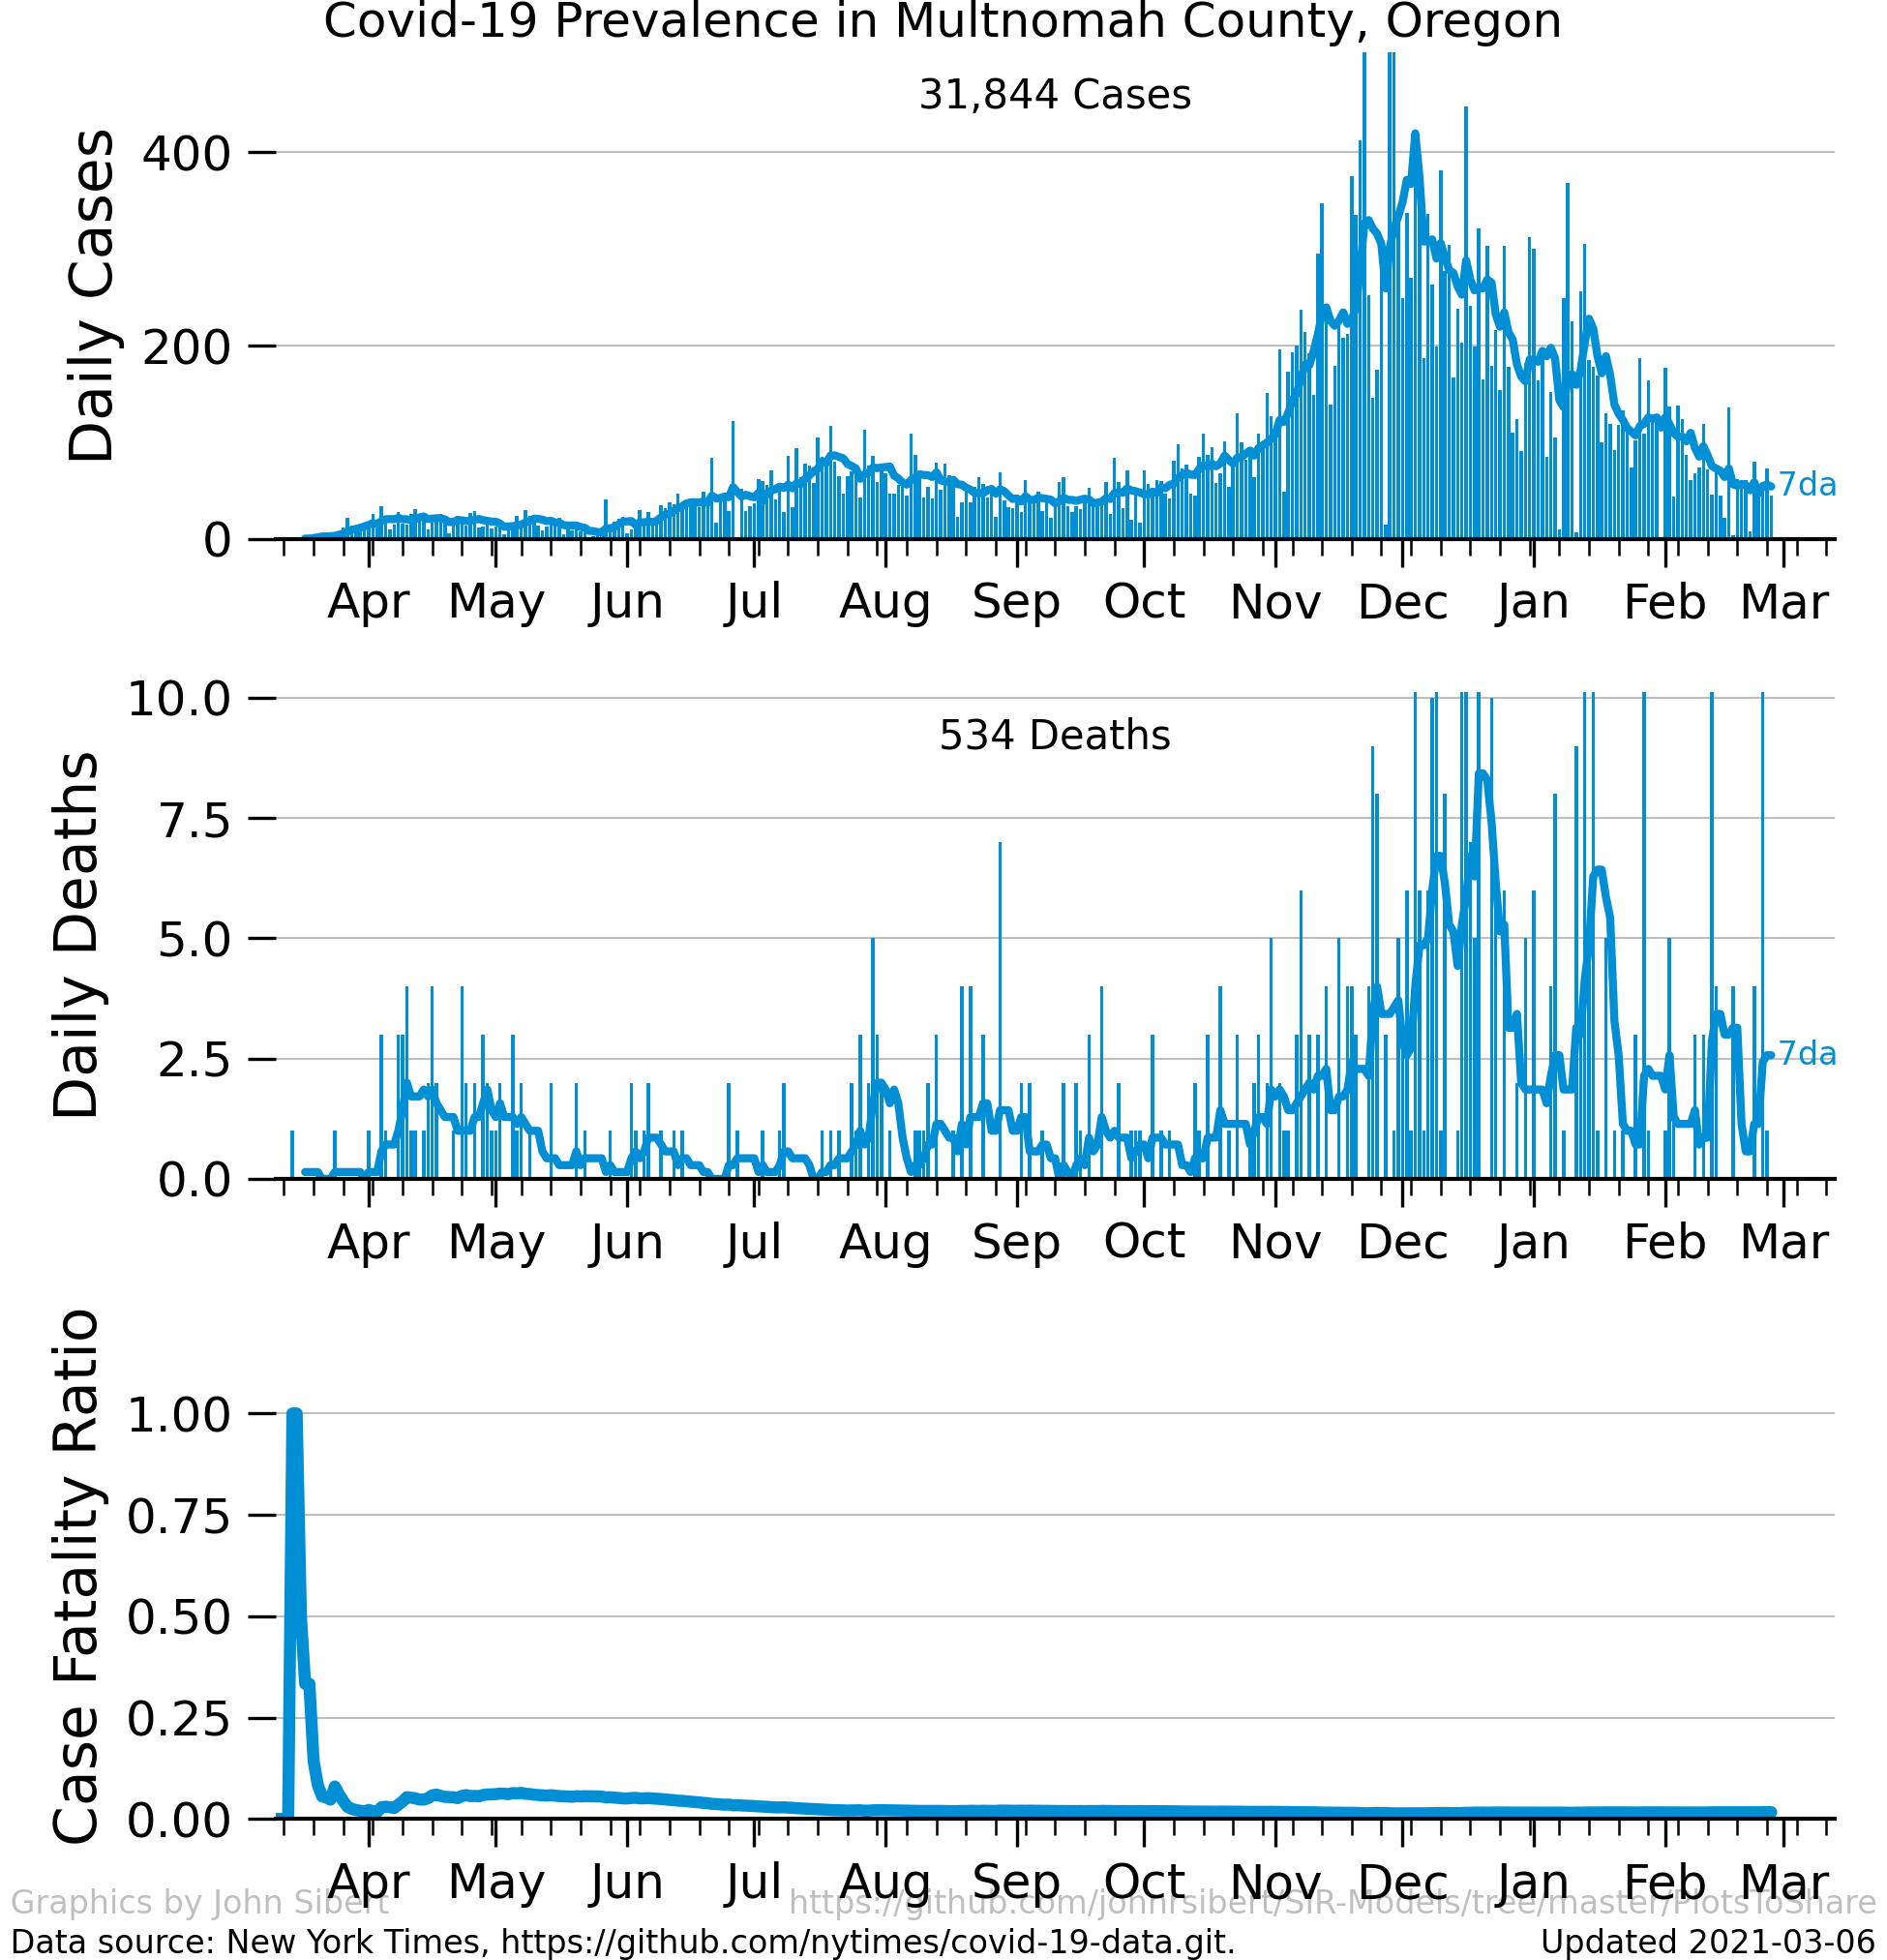 Covid-19 Prevalence in Multnomah County, Oregon
31,844 Cases
Daily Cases
400
200
0
7da
Apr May Jun Jul Aug Sep Oct Nov Dec Jan Feb Mar
534 Deaths
Daily Deaths
10.0
7.5
5.0
2.5
0.0
7da
Apr May Jun Jul Aug Sep Oct Nov Dec Jan Feb Mar
Case Fatality Ratio
1.00
0.75
0.50
0.25
0.00
Apr May Jun Jul Aug Sep Oct Nov Dec Jan Feb Mar
Graphics by John Sibert https://github.com/johnrsibert/SIR-Models/tree/master/PlotsToShare
Data source: New York Times, https://github.com/nytimes/covid-19-data.git. Updated 2021-03-06